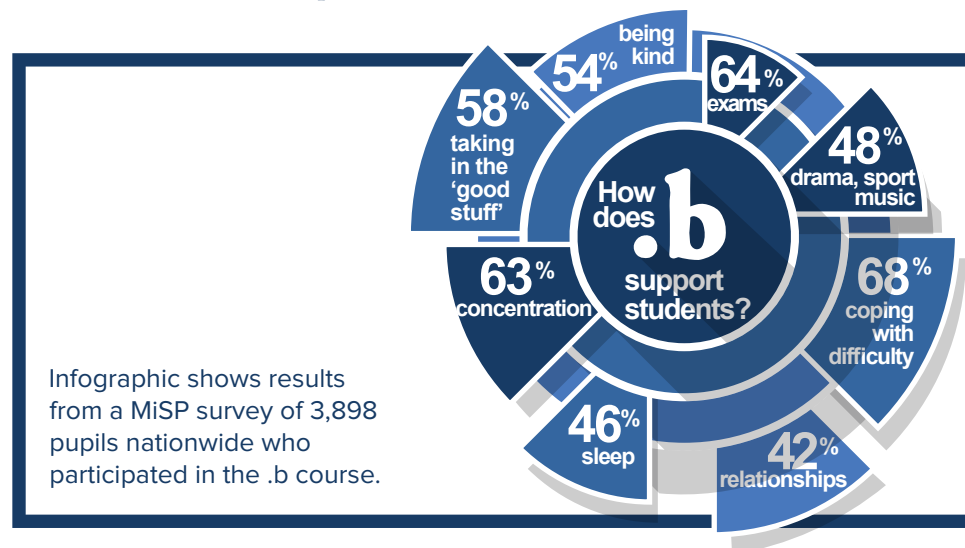 How
does
.b
support
students?
54%
being
kind
64%
exams
48%
drama, sport
music
68%
coping
with
difficulty
42%
relationships
46%
sleep
63%
concentration
58%
taking
in the
‘good
stuff’
Infographic shows results
from a MiSP survey of 3,898
pupils nationwide who
participated in the .b course.